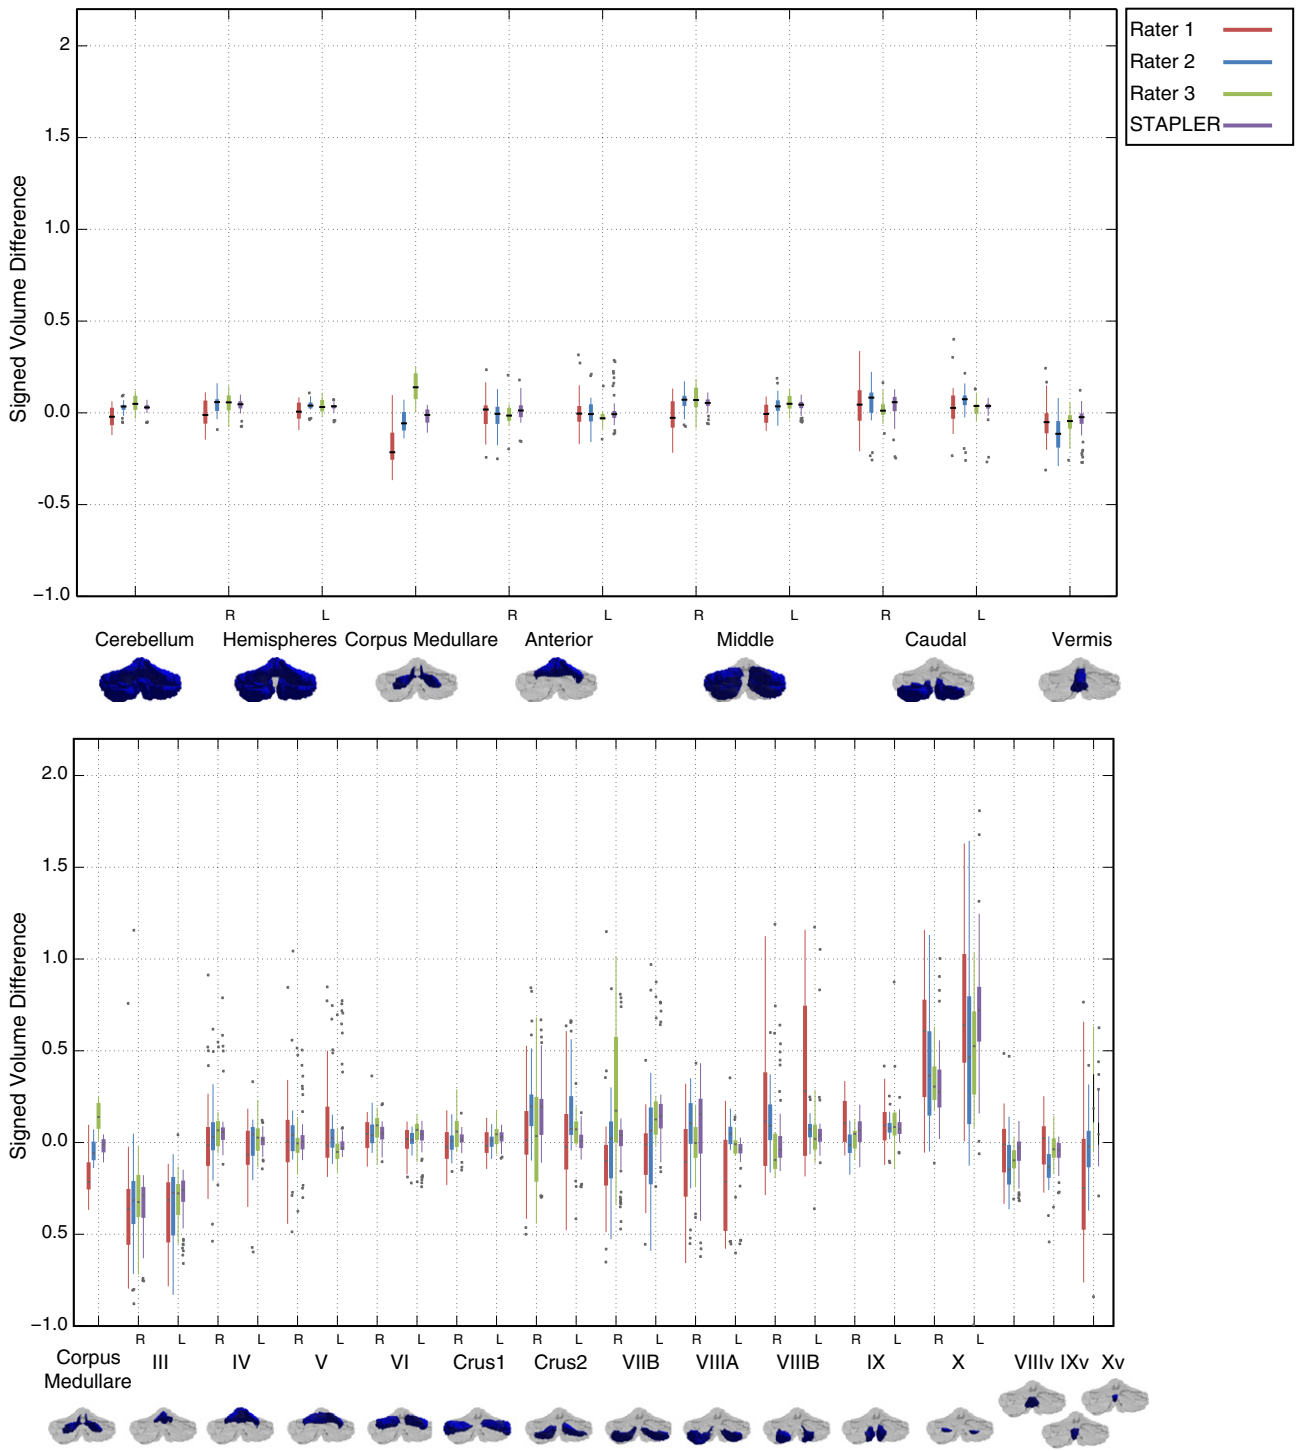 Rater 1
Rater 2
Rater 3
STAPLER
Signed Volume Difference
2
1.5
1.0
0.5
0.0
-0.5
−1.0
R L R L R L R L
Cerebellum Hemispheres Corpus Medullare Anterior Middle Caudal Vermis
Signed Volume Difference
2.0
1.5
1.0
0.5
0.0
0.5
−1.0
R L R L R L R L R L R L R L R L R L R L R L
Corpus Medullare III IV V VI Crus1 Crus2 VIIB VIIIA VIIIB IX X VIIIv IXv Xv